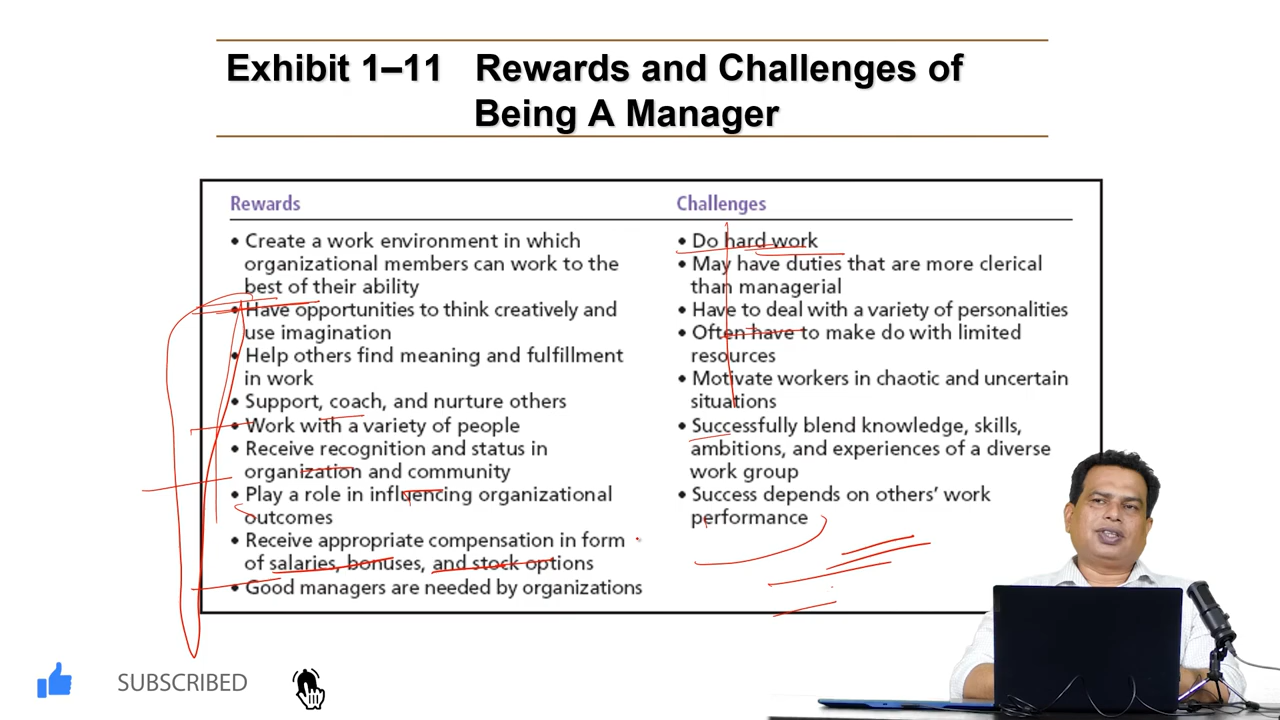 Exhibit 1–11 Rewards and Challenges of
Being A Manager
Rewards
• Create a work environment in which
organizational members can work to the
best of their ability
• Have opportunities to think creatively and
use imagination
• Help others find meaning and fulfillment
in work
• Support, coach, and nurture others
• Work with a variety of people
• Receive recognition and status in
organization and community
• Play a role in influencing organizational
outcomes
• Receive appropriate compensation in form
of salaries, bonuses, and stock options
• Good managers are needed by organizations
Challenges
• Do hard work
• May have duties that are more clerical
than managerial
• Have to deal with a variety of personalities
• Often have to make do with limited
resources
• Motivate workers in chaotic and uncertain
situations
• Successfully blend knowledge, skills,
ambitions, and experiences of a diverse
work group
• Success depends on others’ work
performance
SUBSCRIBED